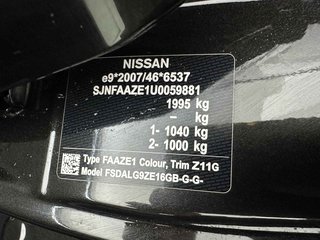 NISSAN
e9*2007/46*6537
SJNFAAZE1U0059881
1995 kg
– kg
1- 1040 kg
2- 1000 kg
Type FAAZE1 Colour, Trim Z11G
Model FSDALG9ZE16GB-G-G-